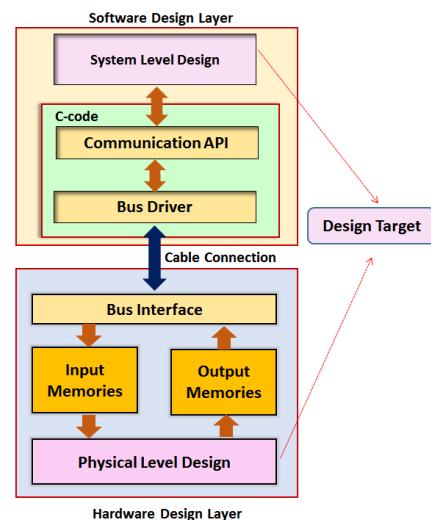 Software Design Layer
System Level Design
C-code
Communication API
Bus Driver
Design Target
Cable Connection
Bus Interface
Input
Memories
Output
Memories
Physical Level Design
Hardware Design Layer